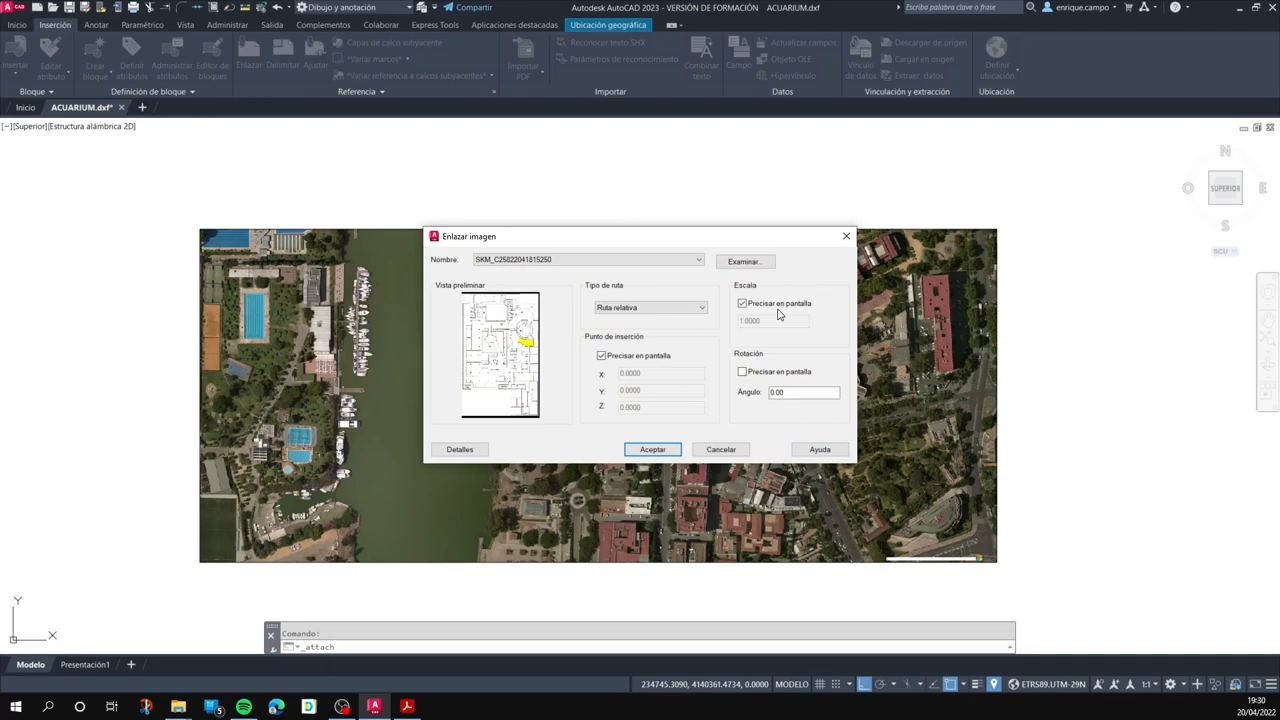 CAD
Dibujo y anotación
Compartir
Autodesk AutoCAD 2023 - VERSIÓN DE FORMACIÓN
ACUARIUM.dxf
Escriba palabra clave o frase
enrique.campo
Inicio
Inserción
Anotar
Paramétrico
Vista
Administrar
Salida
Complementos
Colaborar
Express Tools
Aplicaciones destacadas
Ubicación geográfica
Insertar
Editar atributo
Crear bloque
Definir atributos
Administrar atributos
Editor de bloques
Enlazar
Delimitar
Ajustar
Capas de calco subyacente
*Variar marcos*
*Variar referencia a calcos subyacentes*
Importar PDF
Reconocer texto SHX
Parámetros de reconocimiento
Combinar texto
Campo
Actualizar campos
Objeto OLE
Hipervínculo
Vínculo de datos
Descargar de origen
Cargar en origen
Extraer datos
Definir ubicación
Bloque
Definición de bloque
Referencia
Importar
Datos
Vinculación y extracción
Ubicación
Inicio
ACUARIUM.dxf*
[−][Superior][Estructura alámbrica 2D]
N
O
SUPERIOR
E
S
SCU
Enlazar imagen
Nombre:
SKM_C25822041815250
Examinar...
Vista preliminar
Tipo de ruta
Ruta relativa
Punto de inserción
Precisar en pantalla
X: 0.0000
Y: 0.0000
Z: 0.0000
Escala
Precisar en pantalla
1.0000
Rotación
Precisar en pantalla
Ángulo: 0.00
Detalles
Aceptar
Cancelar
Ayuda
Y
X
Comando:
_attach
Modelo
Presentación1
234745.3090, 4140361.4734, 0.0000
MODELO
ETRS89.UTM-29N
1:1
19:30
20/04/2022